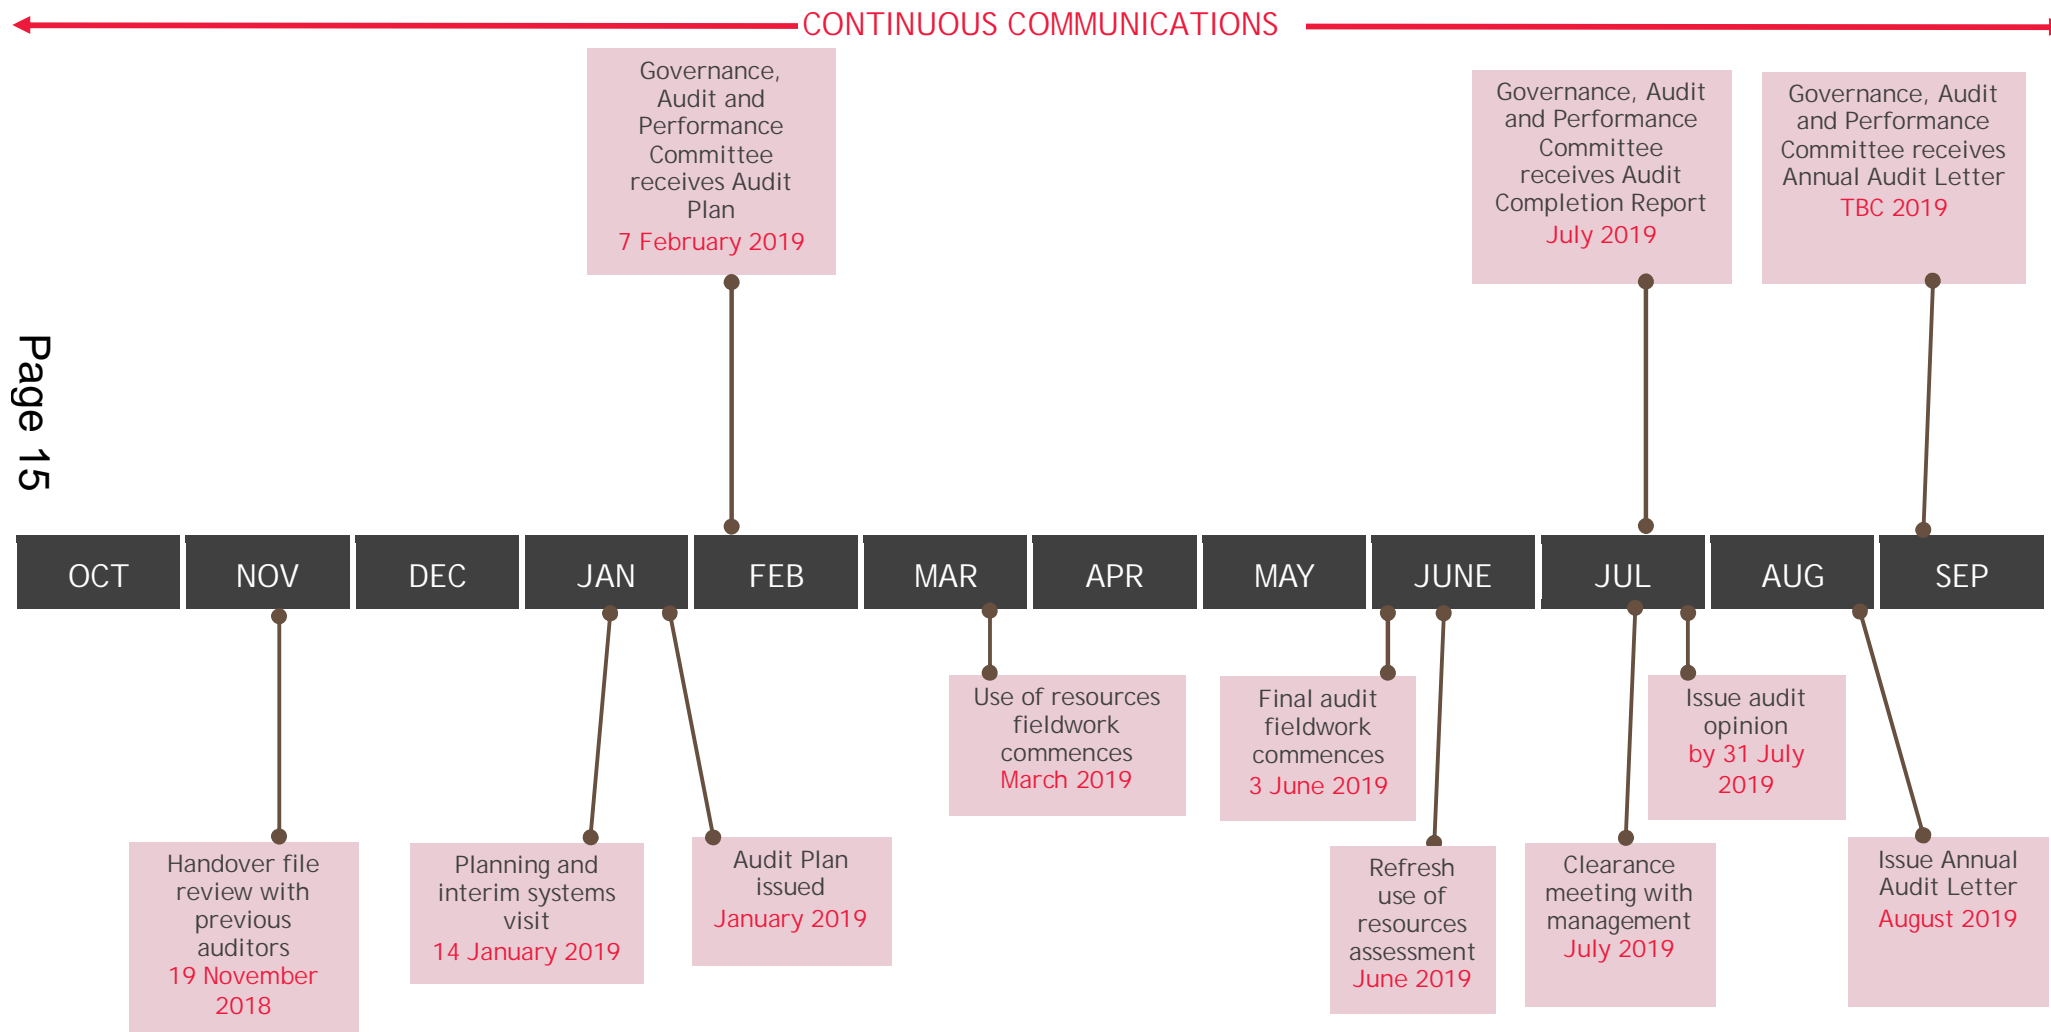 CONTINUOUS COMMUNICATIONS
Governance,
Audit and
Performance
Committee
receives Audit
Plan
7 February 2019
Governance, Audit
and Performance
Committee
receives Audit
Completion Report
July 2019
Governance, Audit
and Performance
Committee receives
Annual Audit Letter
TBC 2019
Page 15
OCT
NOV
DEC
JAN
FEB
MAR
APR
MAY
JUNE
JUL
AUG
SEP
Handover file
review with
previous
auditors
19 November
2018
Planning and
interim systems
visit
14 January 2019
Audit Plan
issued
January 2019
Use of resources
fieldwork
commences
March 2019
Final audit
fieldwork
commences
3 June 2019
Refresh
use of
resources
assessment
June 2019
Clearance
meeting with
management
July 2019
Issue audit
opinion
by 31 July
2019
Issue Annual
Audit Letter
August 2019